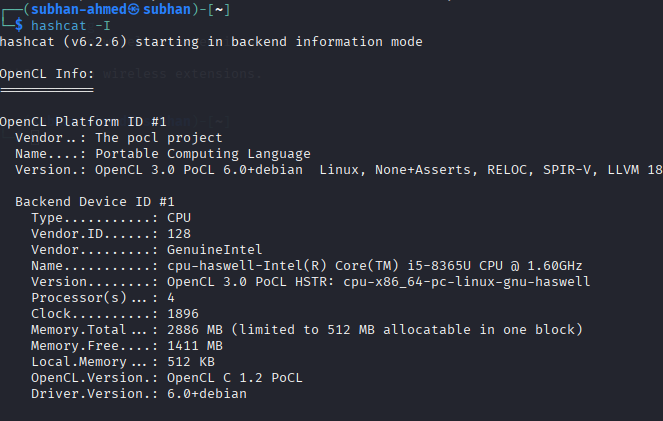 ┌──(subhan-ahmed㉿subhan)-[~]
└─$ hashcat -I
hashcat (v6.2.6) starting in backend information mode
OpenCL Info: wireless extensions.
============
OpenCL Platform ID #1
Vendor..: The pocl project
Name....: Portable Computing Language
Version.: OpenCL 3.0 PoCL 6.0+debian  Linux, None+Asserts, RELOC, SPIR-V, LLVM 18
Backend Device ID #1
Type...........: CPU
Vendor.ID......: 128
Vendor.........: GenuineIntel
Name...........: cpu-haswell-Intel(R) Core(TM) i5-8365U CPU @ 1.60GHz
Version........: OpenCL 3.0 PoCL HSTR: cpu-x86_64-pc-linux-gnu-haswell
Processor(s)...: 4
Clock..........: 1896
Memory.Total...: 2886 MB (limited to 512 MB allocatable in one block)
Memory.Free....: 1411 MB
Local.Memory...: 512 KB
OpenCL.Version.: OpenCL C 1.2 PoCL
Driver.Version.: 6.0+debian